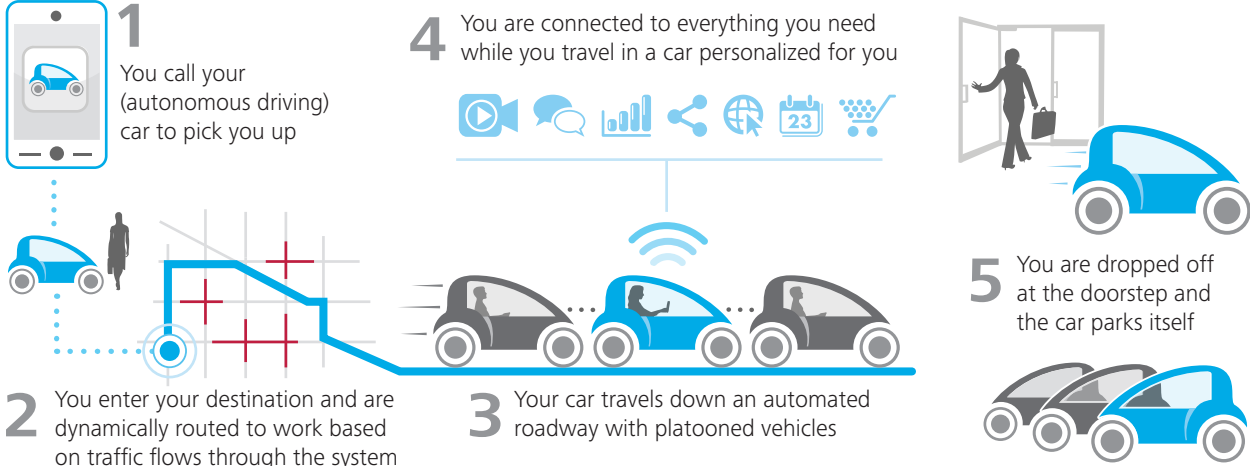 1
You call your
(autonomous driving)
car to pick you up
2
You enter your destination and are
dynamically routed to work based
on traffic flows through the system
3
Your car travels down an automated
roadway with platooned vehicles
4
You are connected to everything you need
while you travel in a car personalized for you
23
5
You are dropped off
at the doorstep and
the car parks itself